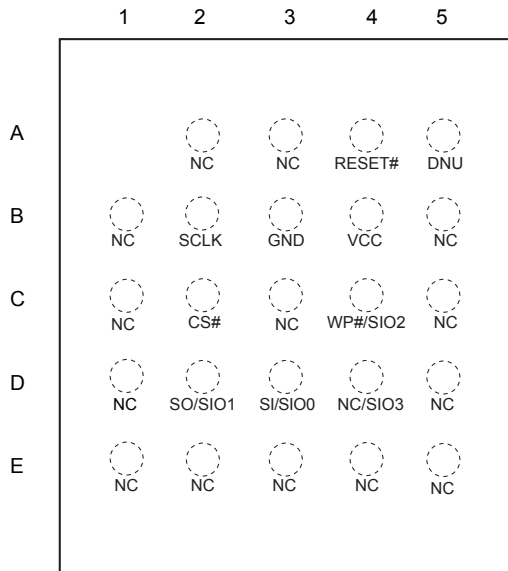 1 2 3 4 5
A
NC NC RESET# DNU
B
NC SCLK GND VCC NC
C
NC CS# NC WP#/SIO2 NC
D
NC SO/SIO1 SI/SIO0 NC/SIO3 NC
E
NC NC NC NC NC